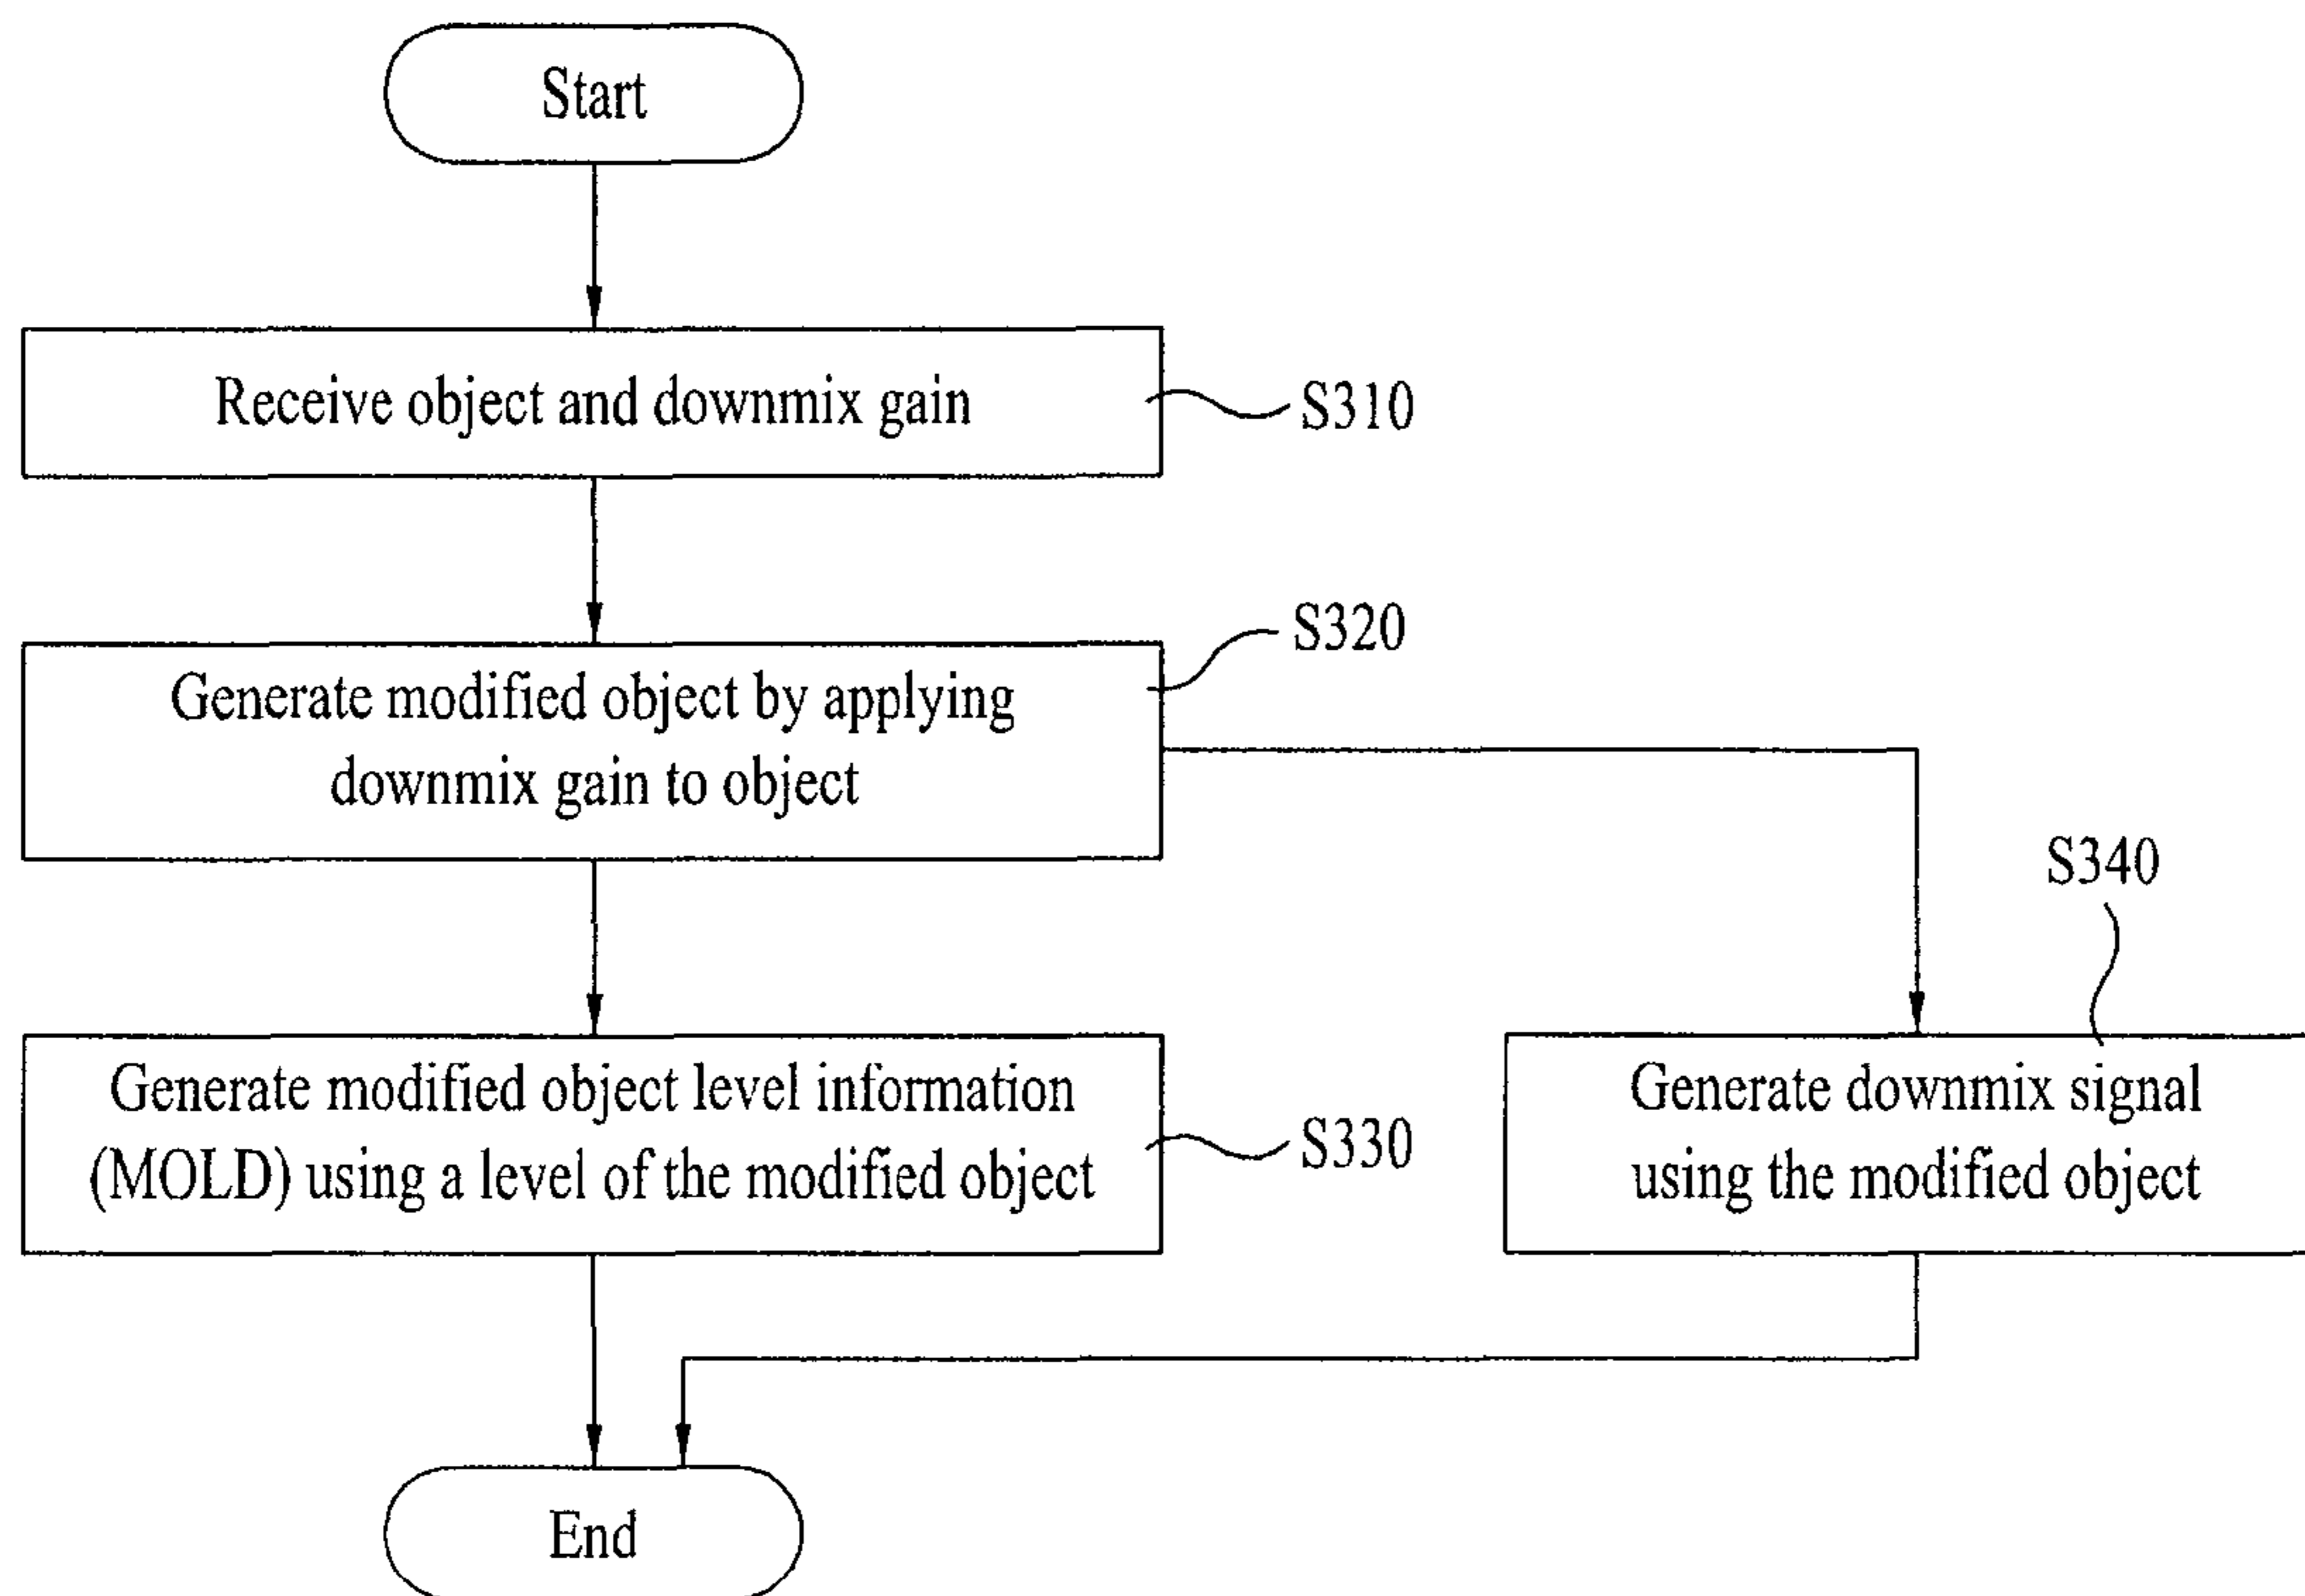 Start
Receive object and downmix gain
S310
S320
Generate modified object by applying
downmix gain to object
S340
Generate modified object level information
(MOLD) using a level of the modified object
S330
Generate downmix signal
using the modified object
End